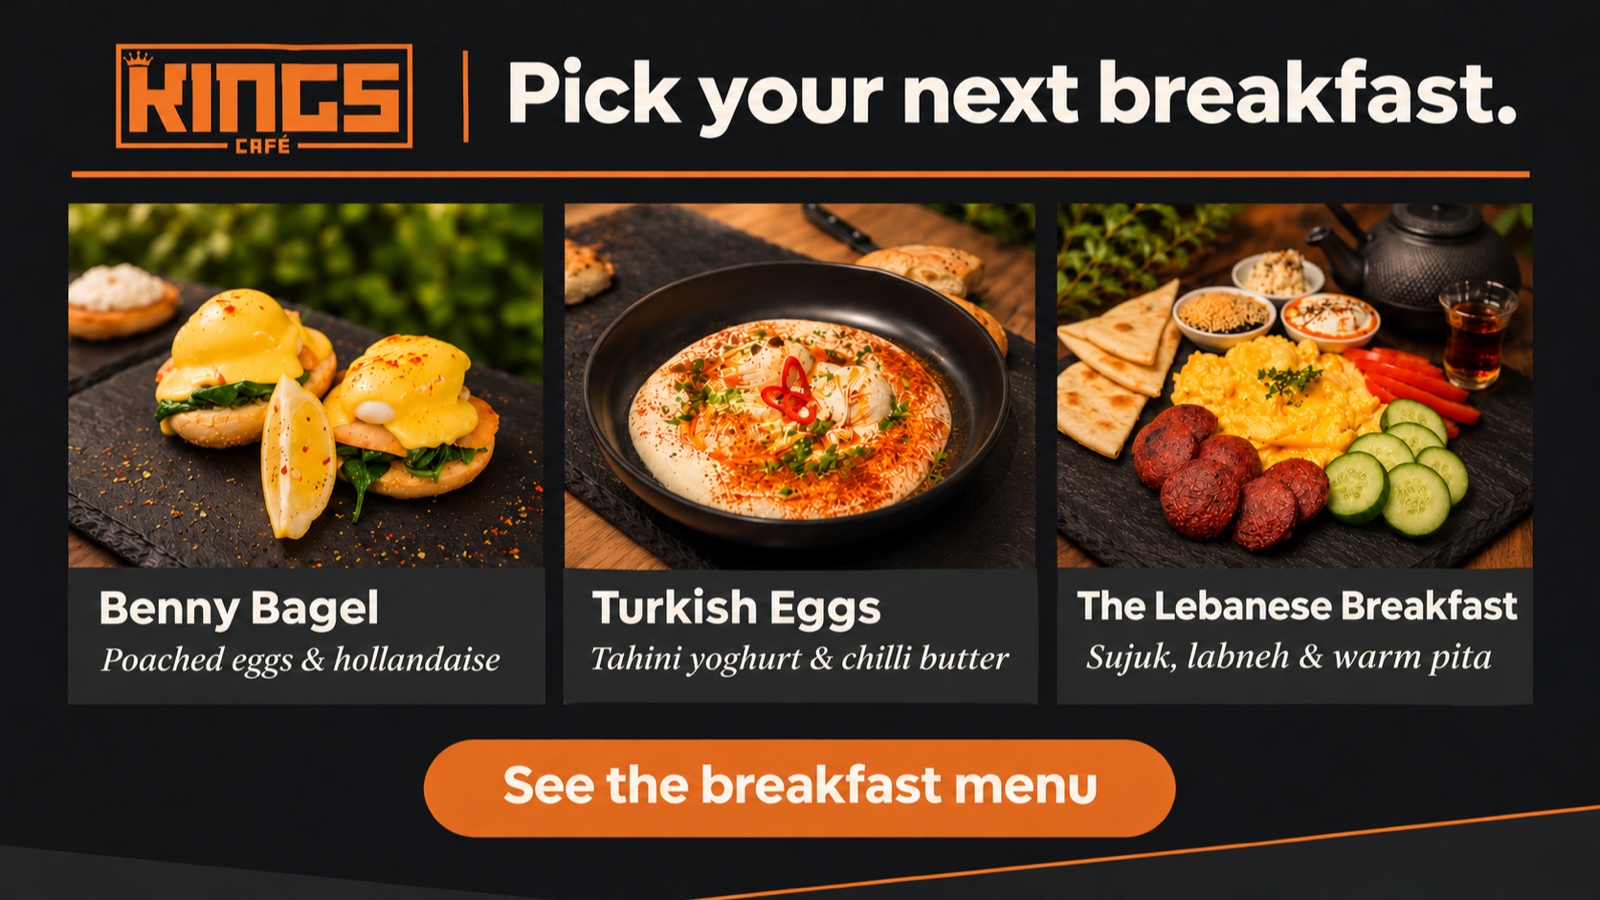 KINGS
CAFÉ
Pick your next breakfast.
Benny Bagel
Poached eggs & hollandaise
Turkish Eggs
Tahini yoghurt & chilli butter
The Lebanese Breakfast
Sujuk, labneh & warm pita
See the breakfast menu